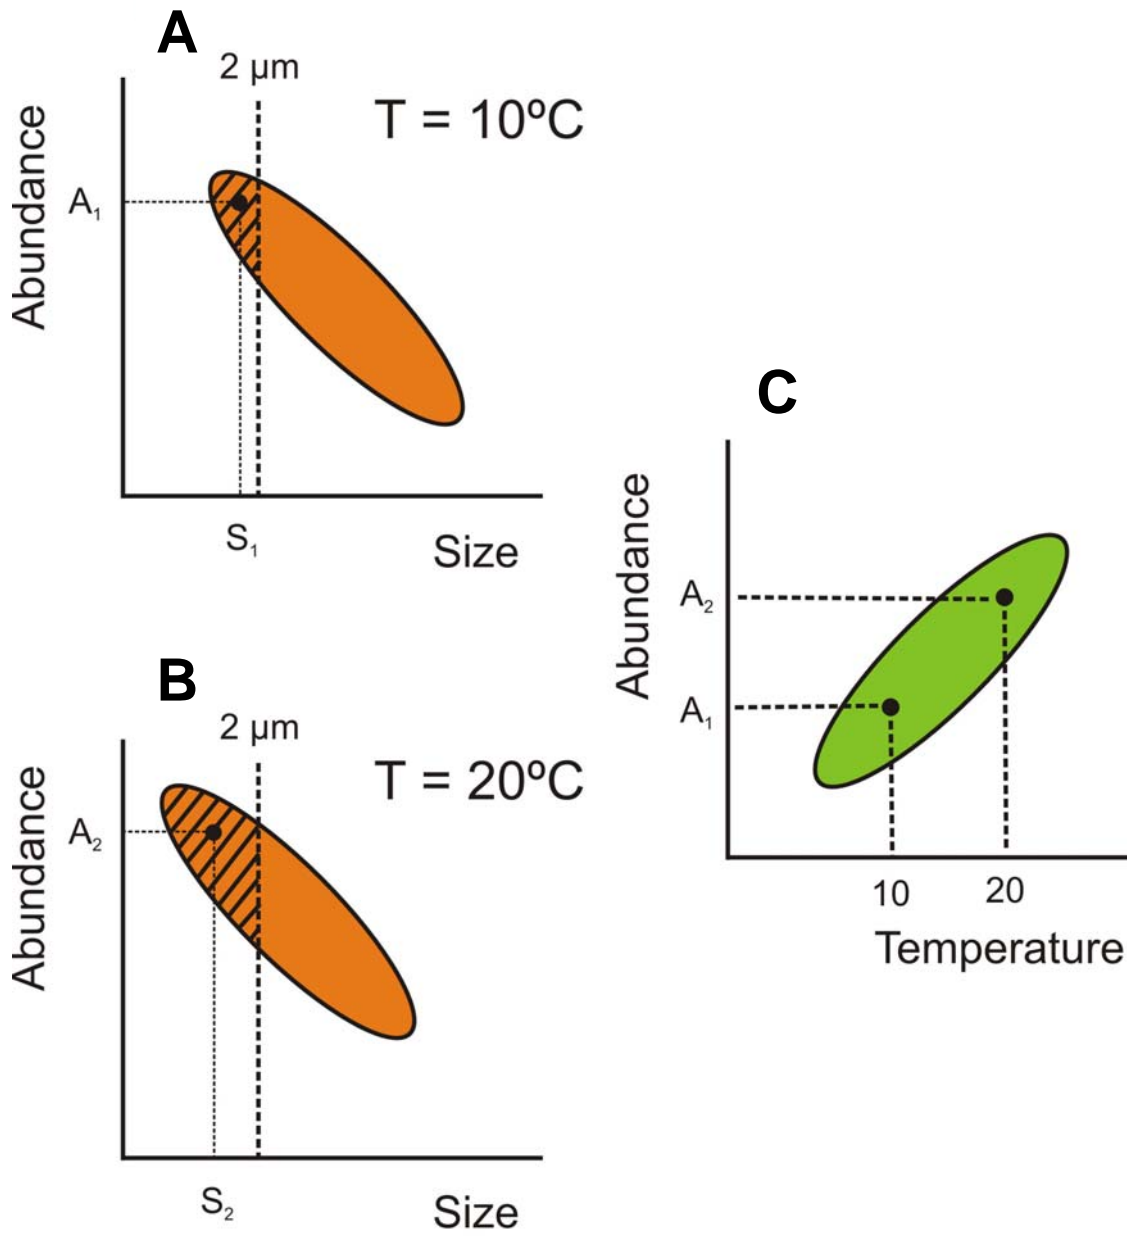 A
2 µm
T = 10ºC
Abundance
A₁
S₁
Size
B
2 µm
T = 20ºC
Abundance
A₂
S₂
Size
C
Abundance
A₂
A₁
10
20
Temperature